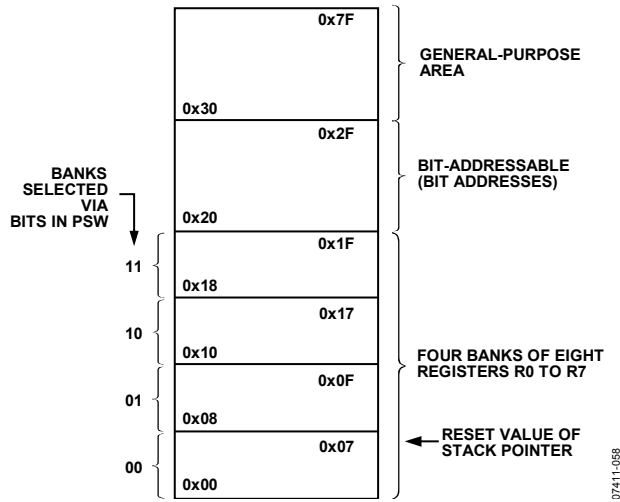 0x7F
GENERAL-PURPOSE
AREA
0x30
0x2F
BANKS
SELECTED
VIA
BITS IN PSW
BIT-ADDRESSABLE
(BIT ADDRESSES)
0x20
0x1F
11
0x18
0x17
10
0x10
FOUR BANKS OF EIGHT
REGISTERS R0 TO R7
0x0F
01
0x08
0x07
RESET VALUE OF
STACK POINTER
00
0x00
07411-058